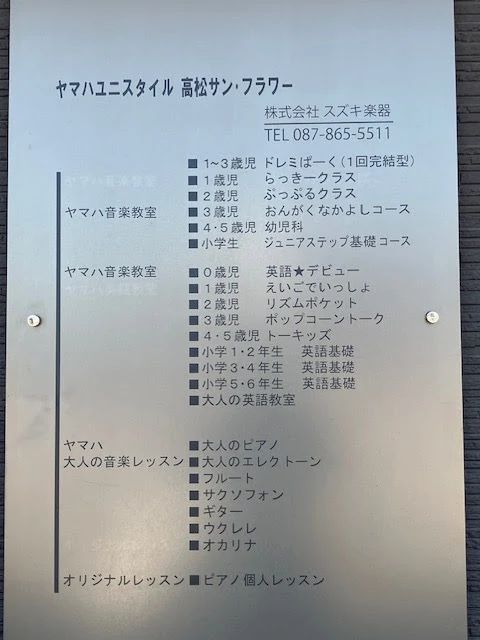 ヤマハユニスタイル 高松サン・フラワー
株式会社 スズキ楽器
TEL 087-865-5511
■ 1~3歳児 ドレミぱーく(1回完結型)
■ 1歳児 らっきークラス
■ 2歳児 ぷっぷるクラス
ヤマハ音楽教室 ■ 3歳児 おんがくなかよしコース
■ 4・5歳児 幼児科
■ 小学生 ジュニアステップ基礎コース
ヤマハ音楽教室 ■ 0歳児 英語★デビュー
■ 1歳児 えいごでいっしょ
■ 2歳児 リズムポケット
■ 3歳児 ポップコーントーク
■ 4・5歳児 トーキッズ
■ 小学1・2年生 英語基礎
■ 小学3・4年生 英語基礎
■ 小学5・6年生 英語基礎
■ 大人の英語教室
ヤマハ ■ 大人のピアノ
大人の音楽レッスン ■ 大人のエレクトーン
■ フルート
■ サクソフォン
■ ギター
■ ウクレレ
■ オカリナ
オリジナルレッスン ■ ピアノ個人レッスン